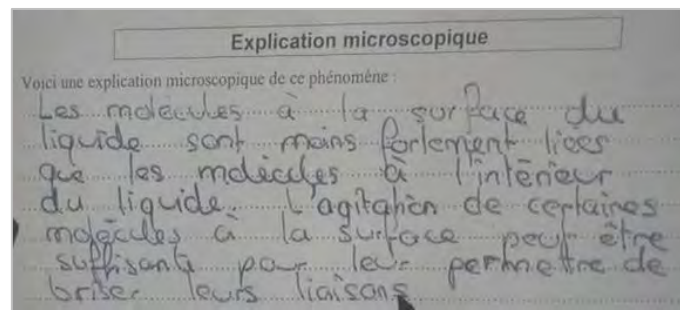 Explication microscopique
Voici une explication microscopique de ce phénomène :
Les molécules à la surface du
liquide sont moins fortement liées
que les molécules à l'intérieur
du liquide. L'agitation de certaines
molécules à la surface peut être
suffisante pour leur permettre de
briser leurs liaisons